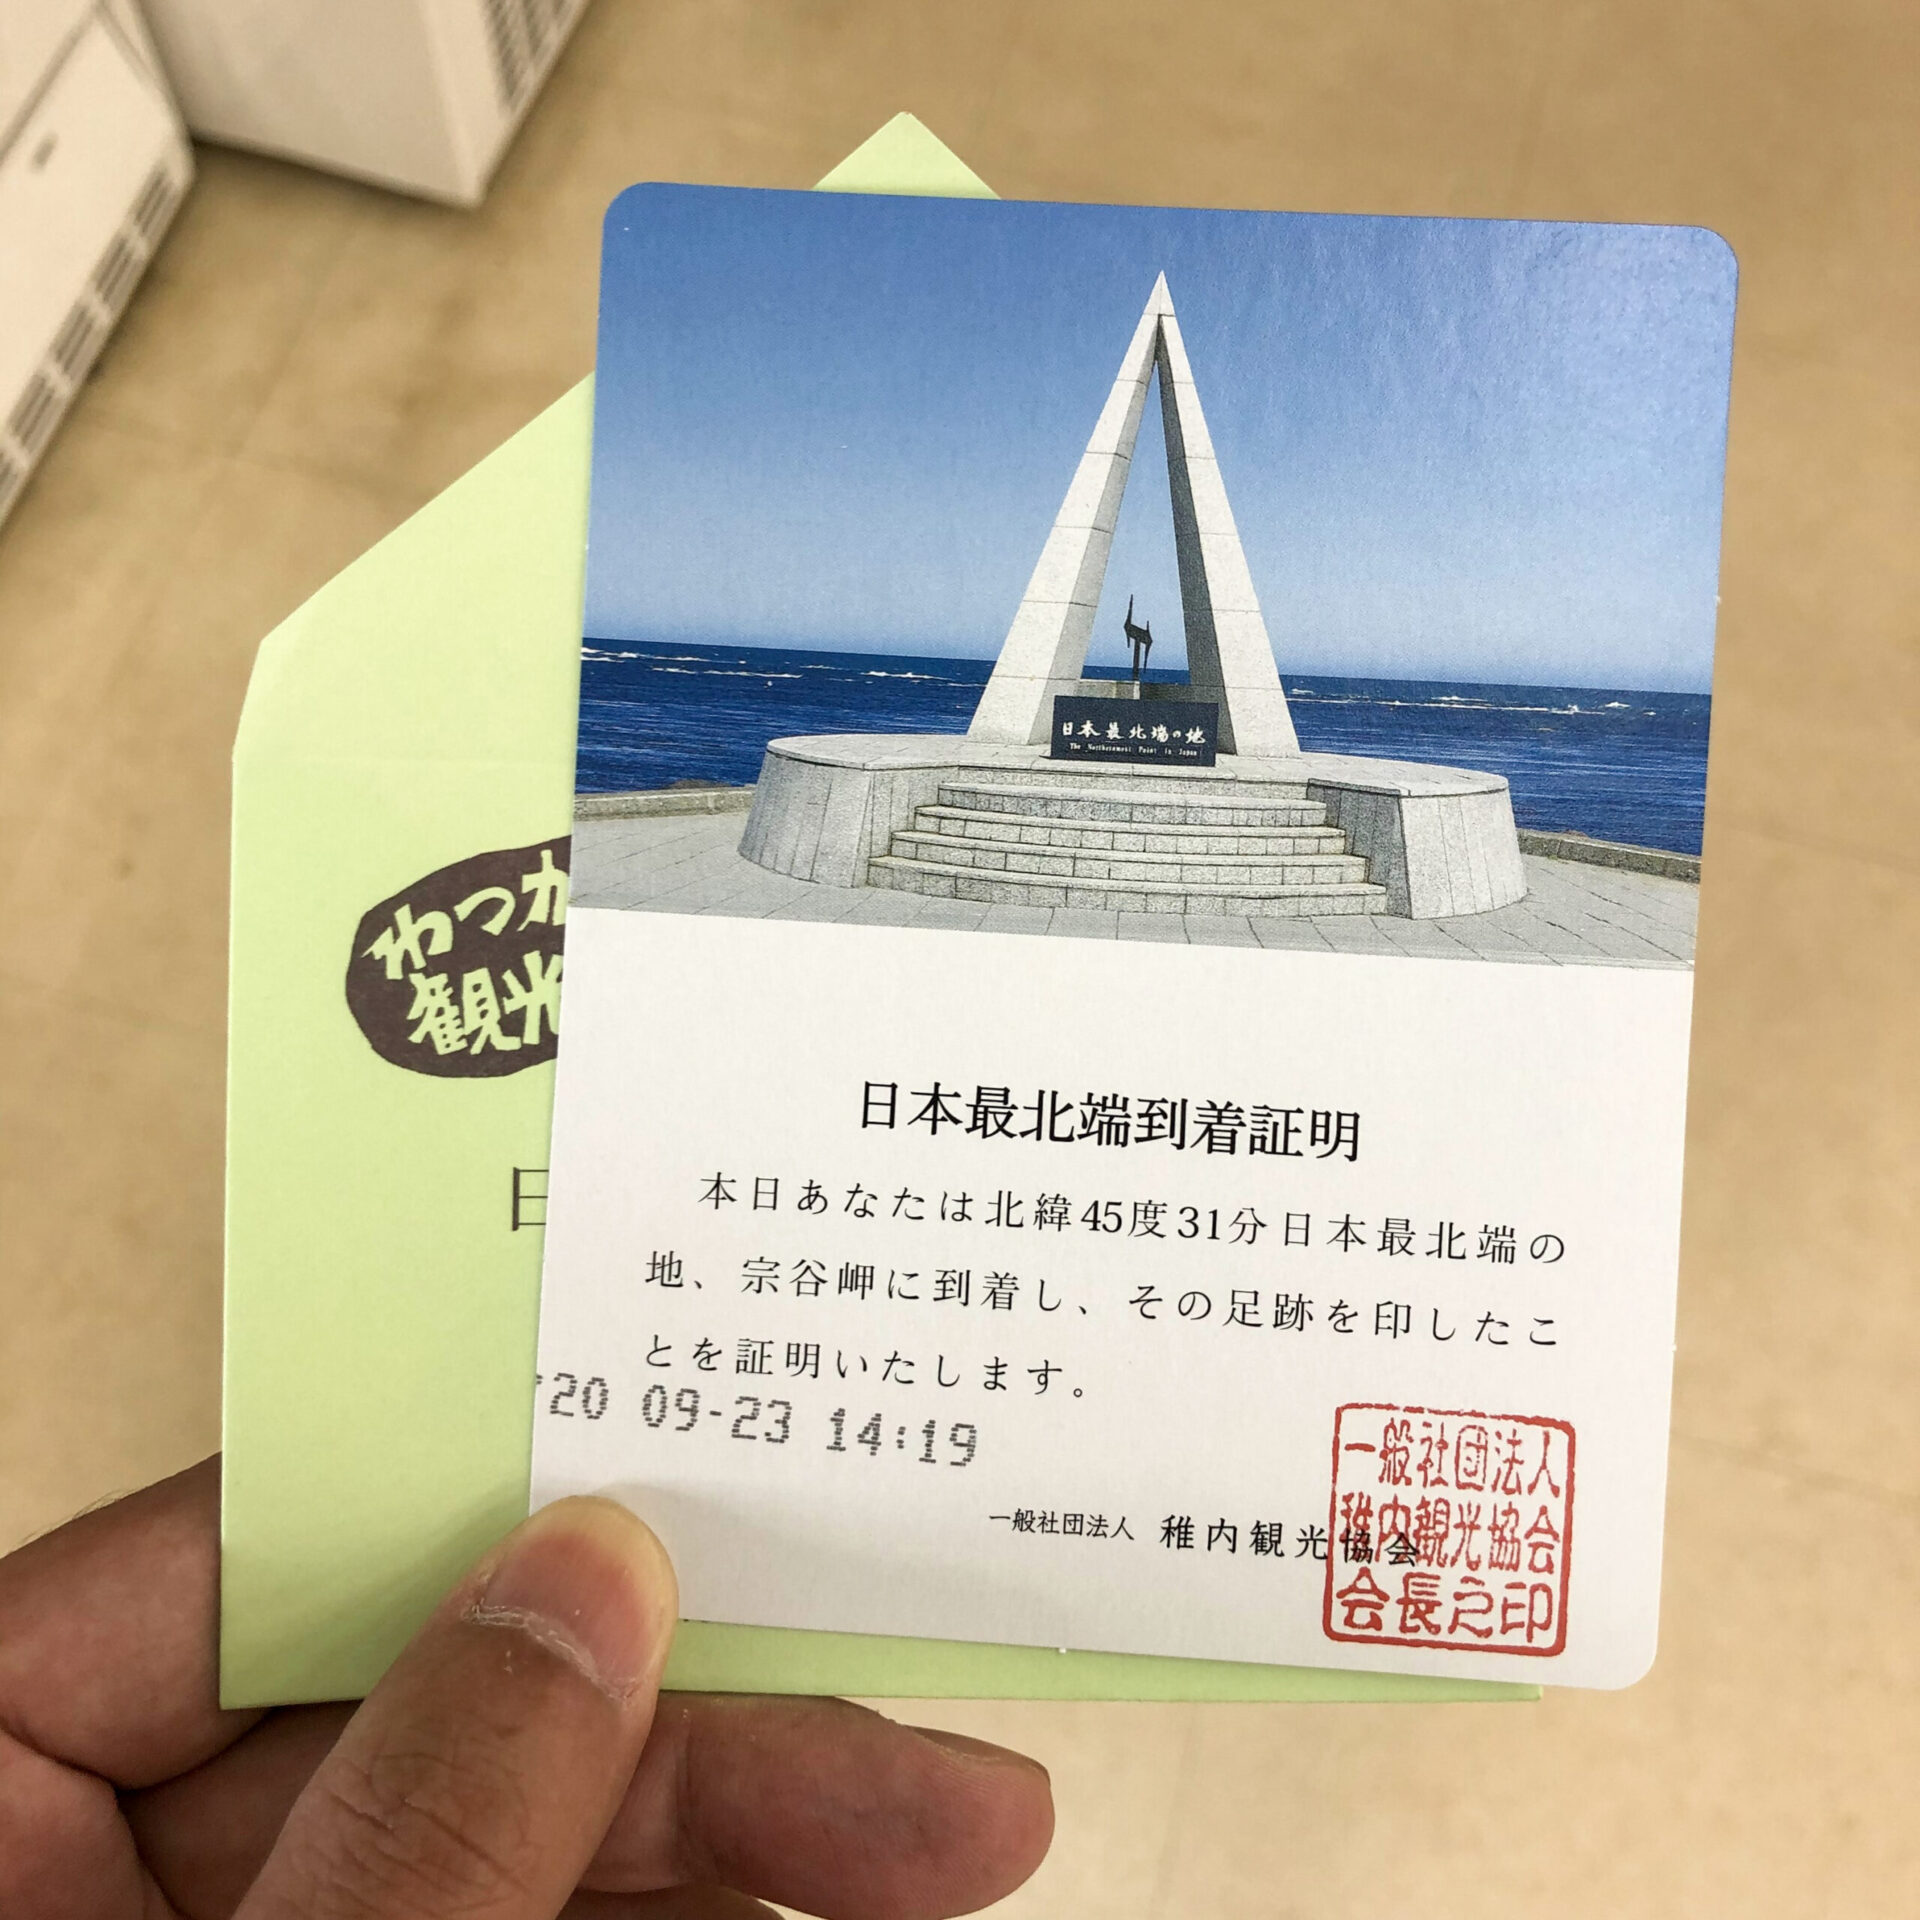 日本最北端の地
The Northernmost Point in Japan
わっか
観光
日
日本最北端到着証明
本日あなたは北緯45度31分日本最北端の
地、宗谷岬に到着し、その足跡を印したこ
とを証明いたします。
'20 09-23 14:19
一般社団法人 稚内観光協会
一般社団法人
稚内観光協会
会長之印